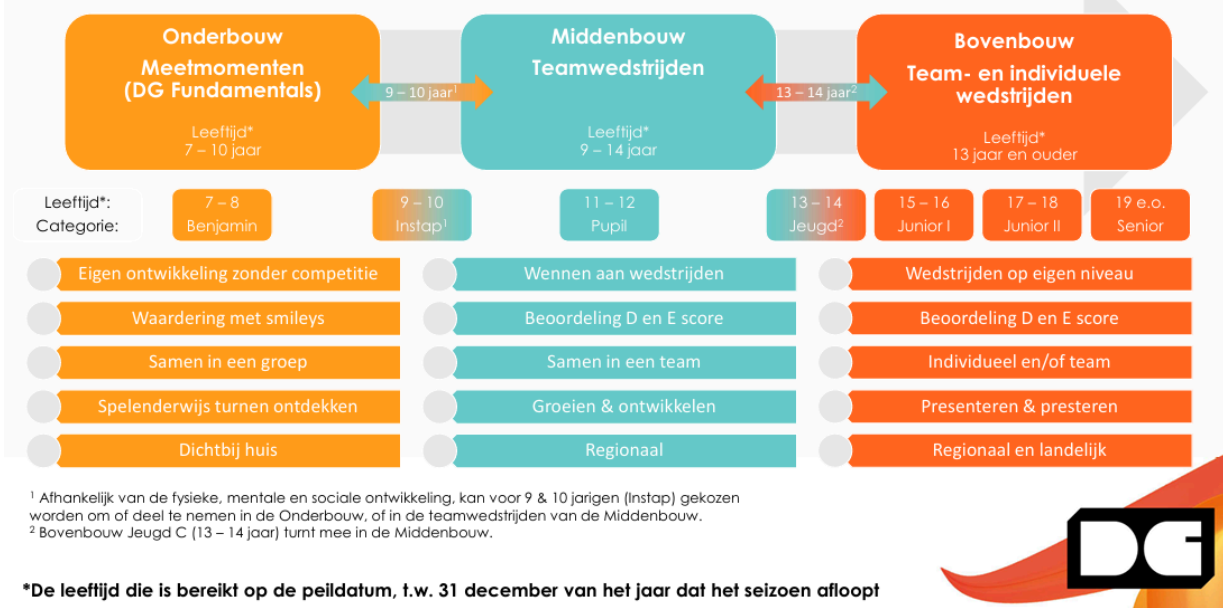 Onderbouw
Meetmomenten
(DG Fundamentals)
Leeftijd*
7 – 10 jaar
9 – 10 jaar¹
Middenbouw
Teamwedstrijden
Leeftijd*
9 – 14 jaar
13 – 14 jaar²
Bovenbouw
Team- en individuele
wedstrijden
Leeftijd*
13 jaar en ouder
Leeftijd*:
Categorie:
7 – 8
Benjamin
9 – 10
Instap¹
11 – 12
Pupil
13 – 14
Jeugd²
15 – 16
Junior I
17 – 18
Junior II
19 e.o.
Senior
Eigen ontwikkeling zonder competitie
Waardering met smileys
Samen in een groep
Spelenderwijs turnen ontdekken
Dichtbij huis
Wennen aan wedstrijden
Beoordeling D en E score
Samen in een team
Groeien & ontwikkelen
Regionaal
Wedstrijden op eigen niveau
Beoordeling D en E score
Individueel en/of team
Presenteren & presteren
Regionaal en landelijk
¹ Afhankelijk van de fysieke, mentale en sociale ontwikkeling, kan voor 9 & 10 jarigen (Instap) gekozen
worden om of deel te nemen in de Onderbouw, of in de teamwedstrijden van de Middenbouw.
² Bovenbouw Jeugd C (13 – 14 jaar) turnt mee in de Middenbouw.
*De leeftijd die is bereikt op de peildatum, t.w. 31 december van het jaar dat het seizoen afloopt
DG